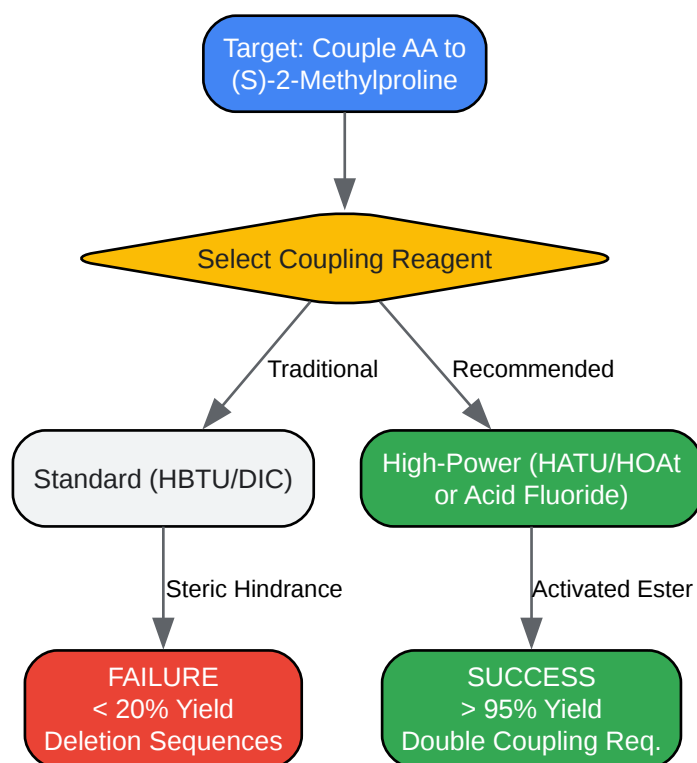 Target: Couple AA to
(S)-2-Methylproline
Select Coupling Reagent
Traditional
Recommended
Standard (HBTU/DIC)
High-Power (HATU/HOAt
or Acid Fluoride)
Steric Hindrance
Activated Ester
FAILURE
< 20% Yield
Deletion Sequences
SUCCESS
> 95% Yield
Double Coupling Req.